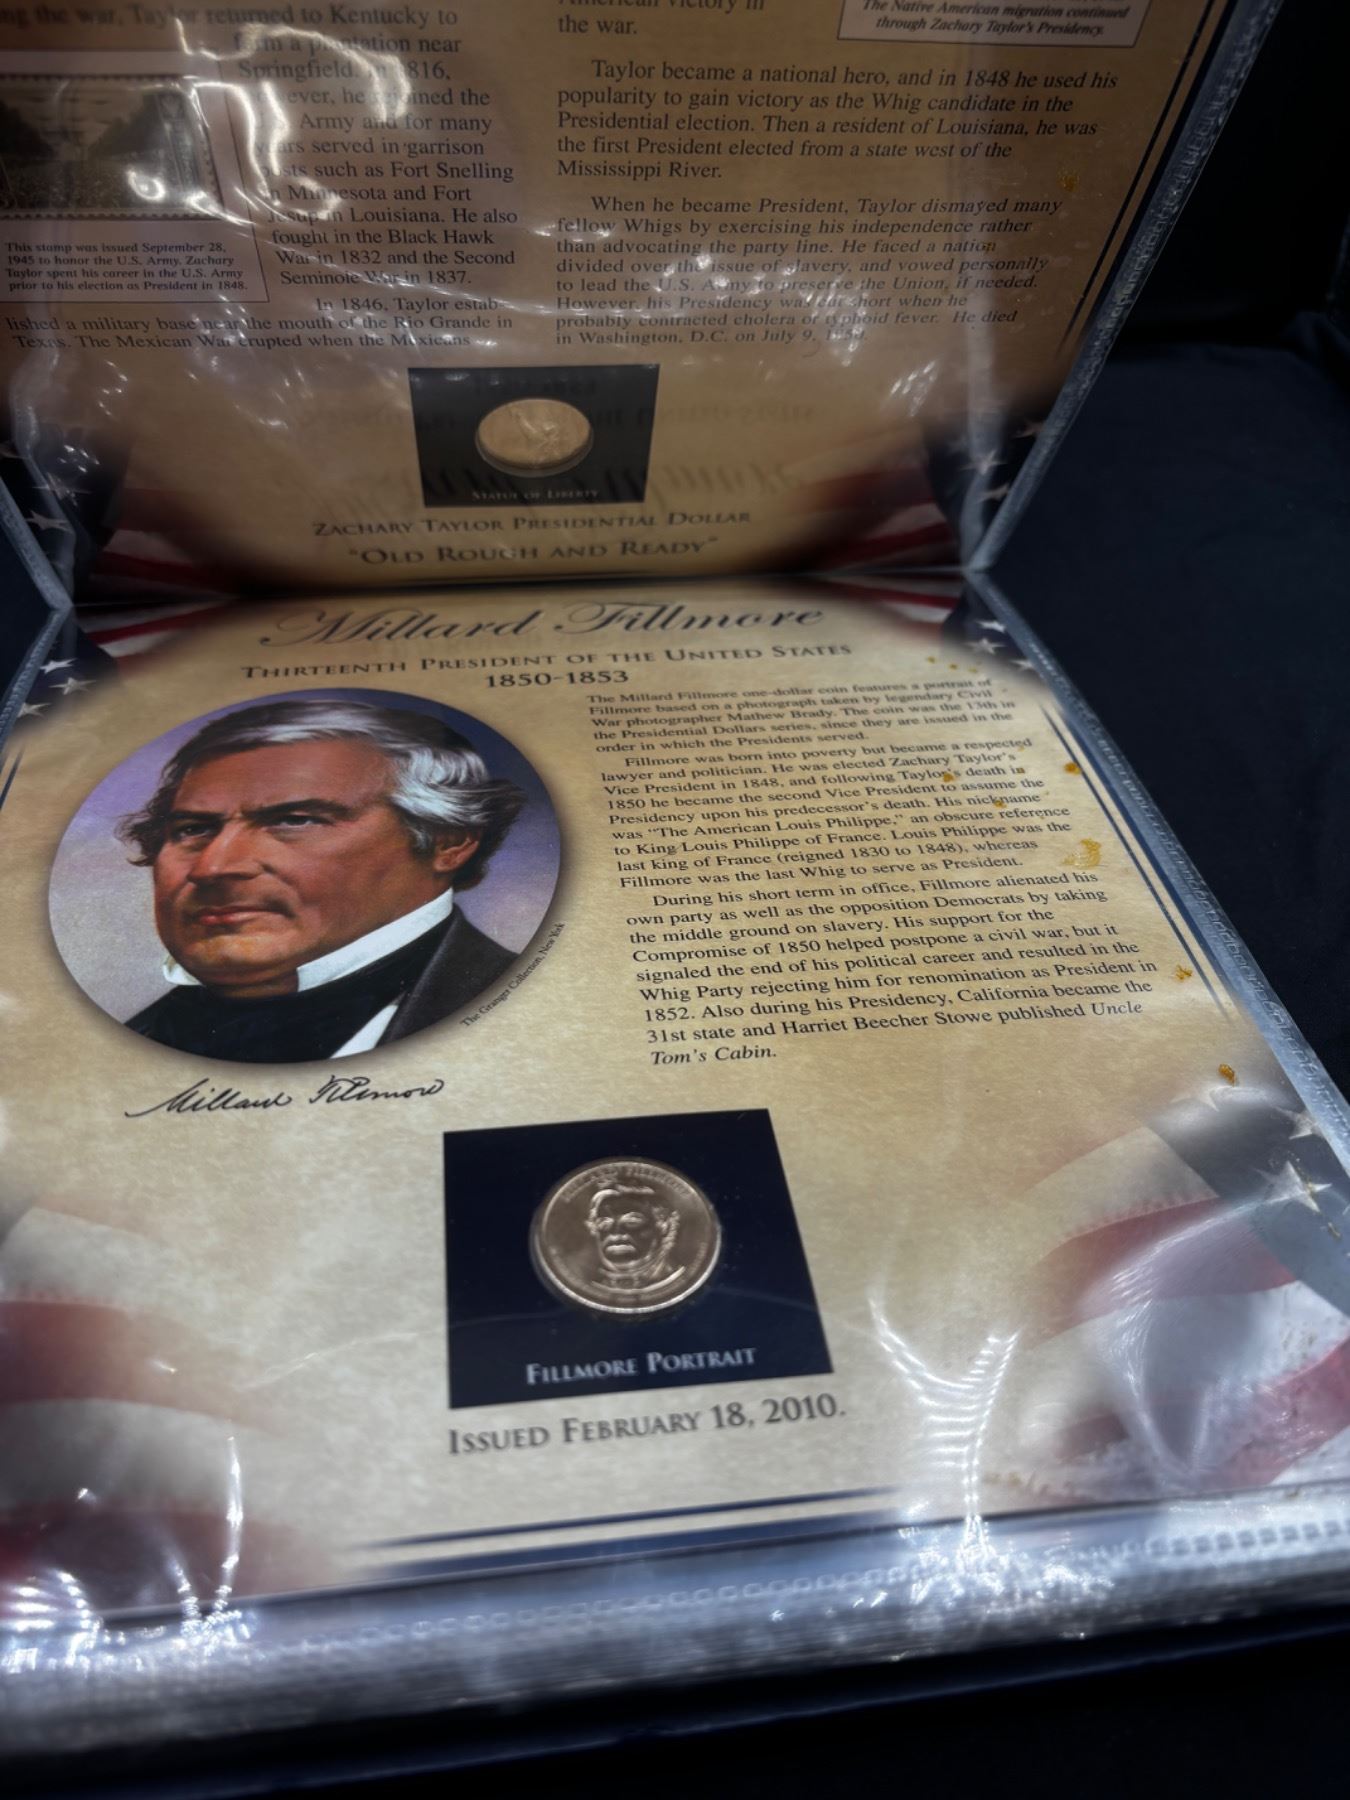 ng the war, Taylor returned to Kentucky to
farm a plantation near
Springfield. In 1816,
however, he rejoined the
Army and for many
years served in garrison
posts such as Fort Snelling
in Minnesota and Fort
Jesup in Louisiana. He also
fought in the Black Hawk
War in 1832 and the Second
Seminole War in 1837.
In 1846, Taylor estab-
lished a military base near the mouth of the Rio Grande in
Texas. The Mexican War erupted when the Mexicans
This stamp was issued September 28,
1945 to honor the U.S. Army. Zachary
Taylor spent his career in the U.S. Army
prior to his election as President in 1848.
American victory in
the war.
The Native American migration continued
through Zachary Taylor's Presidency.
Taylor became a national hero, and in 1848 he used his
popularity to gain victory as the Whig candidate in the
Presidential election. Then a resident of Louisiana, he was
the first President elected from a state west of the
Mississippi River.
When he became President, Taylor dismayed many
fellow Whigs by exercising his independence rather
than advocating the party line. He faced a nation
divided over the issue of slavery, and vowed personally
to lead the U.S. Army to preserve the Union, if needed.
However, his Presidency was cut short when he
probably contracted cholera or typhoid fever. He died
in Washington, D.C. on July 9, 1850.
STATUE OF LIBERTY
ZACHARY TAYLOR PRESIDENTIAL DOLLAR
"OLD ROUGH AND READY"
Millard Fillmore
THIRTEENTH PRESIDENT OF THE UNITED STATES
1850-1853
The Millard Fillmore one-dollar coin features a portrait of
Fillmore based on a photograph taken by legendary Civil
War photographer Mathew Brady. The coin was the 13th in
the Presidential Dollars series, since they are issued in the
order in which the Presidents served.
Fillmore was born into poverty but became a respected
lawyer and politician. He was elected Zachary Taylor's
Vice President in 1848, and following Taylor's death in
1850 he became the second Vice President to assume the
Presidency upon his predecessor's death. His nickname
was "The American Louis Philippe," an obscure reference
to King Louis Philippe of France. Louis Philippe was the
last king of France (reigned 1830 to 1848), whereas
Fillmore was the last Whig to serve as President.
During his short term in office, Fillmore alienated his
own party as well as the opposition Democrats by taking
the middle ground on slavery. His support for the
Compromise of 1850 helped postpone a civil war, but it
signaled the end of his political career and resulted in the
Whig Party rejecting him for renomination as President in
1852. Also during his Presidency, California became the
31st state and Harriet Beecher Stowe published Uncle
Tom's Cabin.
The Granger Collection, New York
Millard Fillmore
MILLARD FILLMORE
FILLMORE PORTRAIT
ISSUED FEBRUARY 18, 2010.